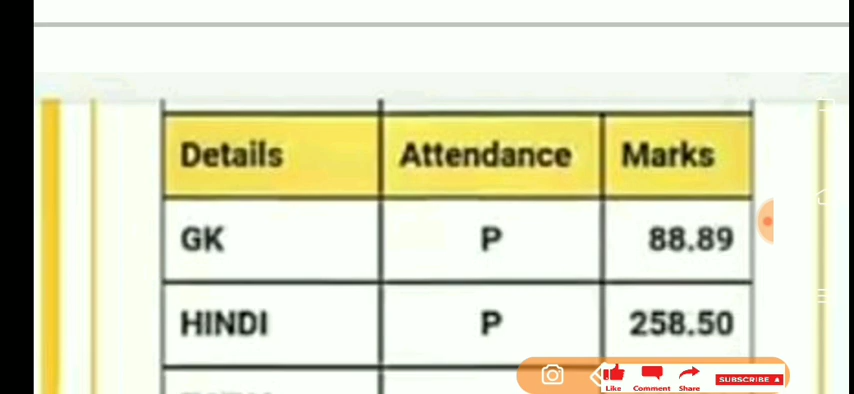 Details Attendance Marks
GK P 88.89
HINDI P 258.50
Like Comment Share SUBSCRIBE